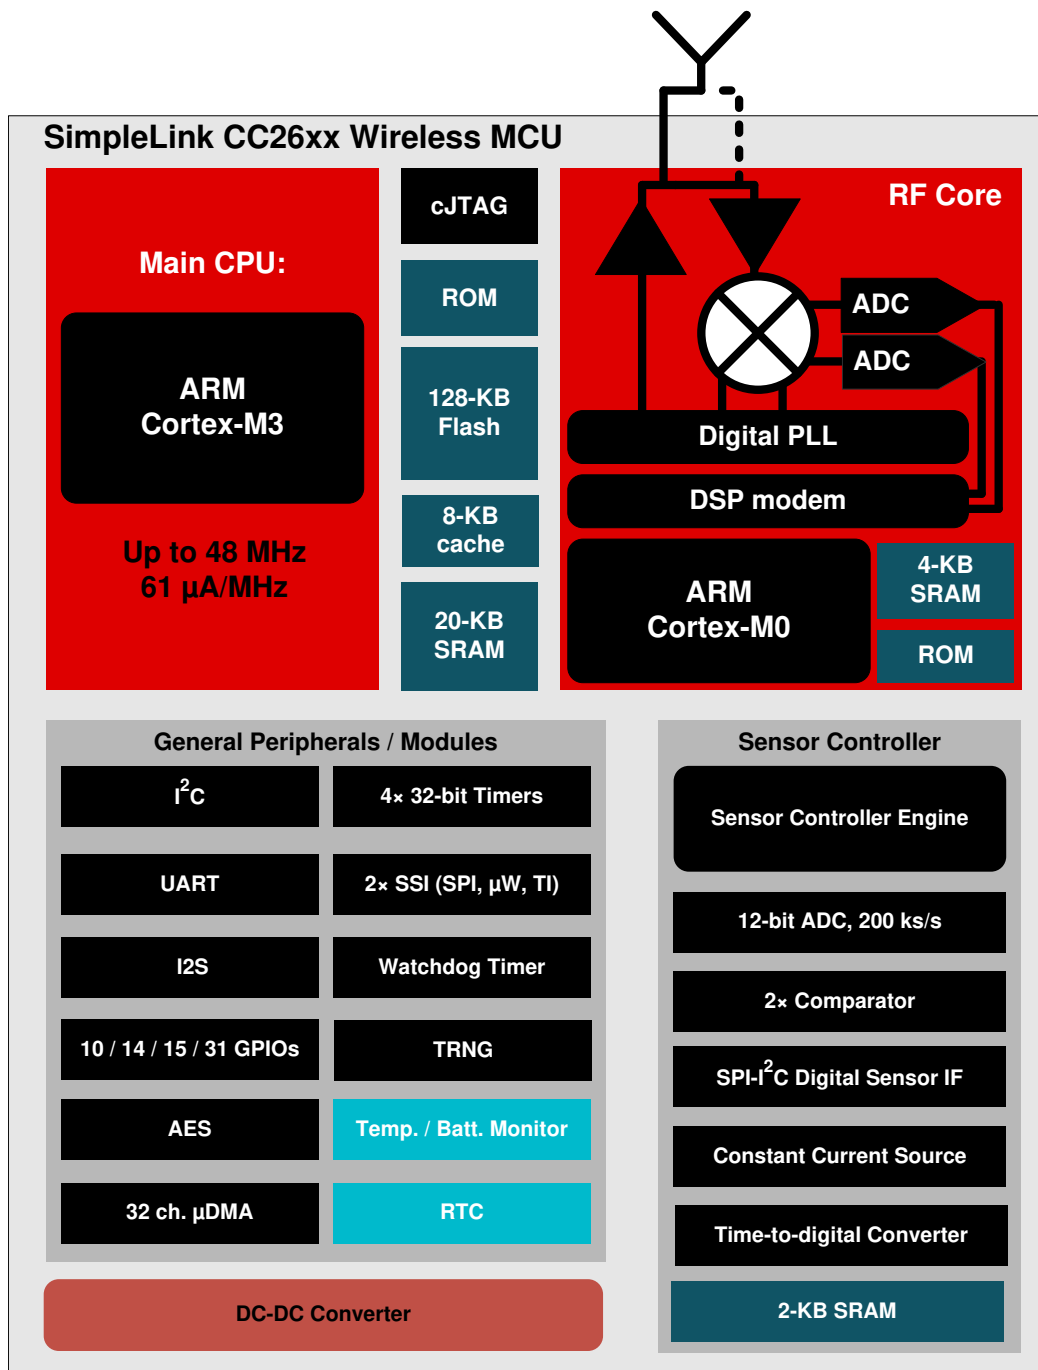 SimpleLink CC26xx Wireless MCU
Main CPU:
ARM
Cortex-M3
Up to 48 MHz
61 µA/MHz
cJTAG
ROM
128-KB
Flash
8-KB
cache
20-KB
SRAM
RF Core
ADC
ADC
Digital PLL
DSP modem
ARM
Cortex-M0
4-KB
SRAM
ROM
General Peripherals / Modules
I²C
4× 32-bit Timers
UART
2× SSI (SPI, µW, TI)
I2S
Watchdog Timer
10 / 14 / 15 / 31 GPIOs
TRNG
AES
Temp. / Batt. Monitor
32 ch. µDMA
RTC
Sensor Controller
Sensor Controller Engine
12-bit ADC, 200 ks/s
2× Comparator
SPI-I²C Digital Sensor IF
Constant Current Source
Time-to-digital Converter
2-KB SRAM
DC-DC Converter